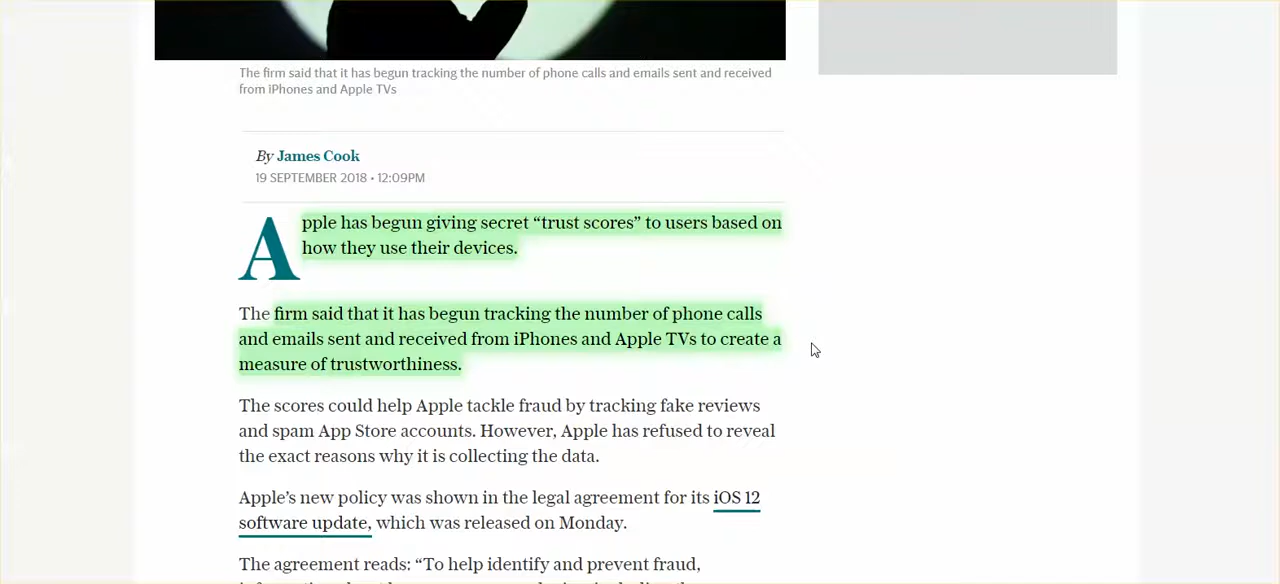 The firm said that it has begun tracking the number of phone calls and emails sent and received
from iPhones and Apple TVs
By James Cook
19 SEPTEMBER 2018 • 12:09PM
Apple has begun giving secret “trust scores” to users based on
how they use their devices.
The firm said that it has begun tracking the number of phone calls
and emails sent and received from iPhones and Apple TVs to create a
measure of trustworthiness.
The scores could help Apple tackle fraud by tracking fake reviews
and spam App Store accounts. However, Apple has refused to reveal
the exact reasons why it is collecting the data.
Apple’s new policy was shown in the legal agreement for its iOS 12
software update, which was released on Monday.
The agreement reads: “To help identify and prevent fraud,